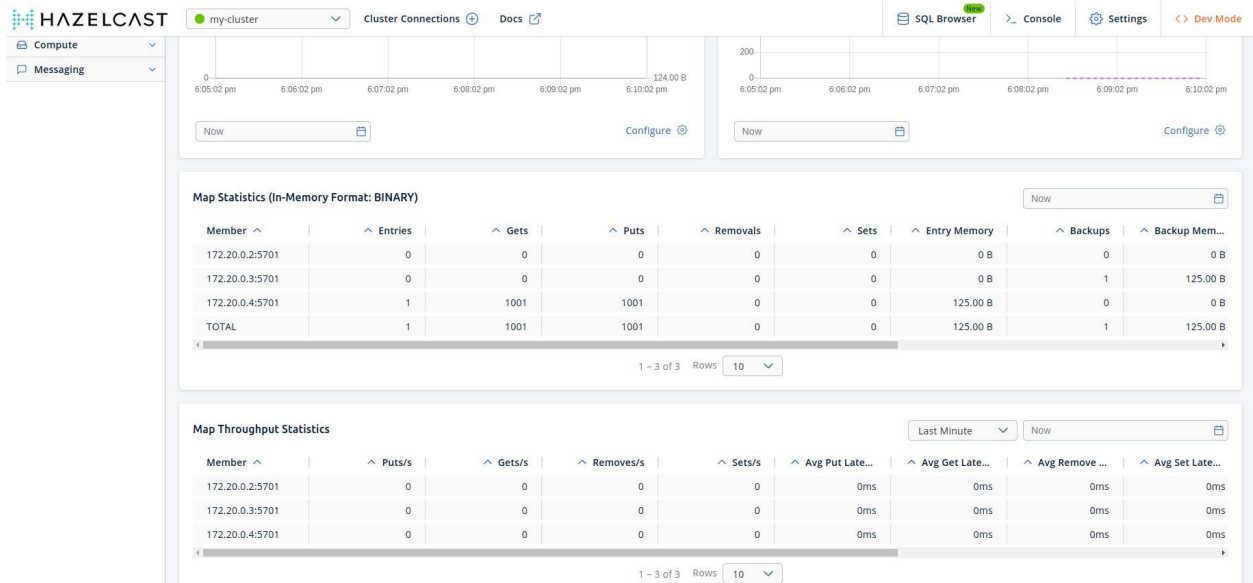 HAZELCAST my-cluster Cluster Connections Docs SQL Browser New >_ Console Settings <> Dev Mode
Compute
Messaging
0 124.00 B
6:05:02 pm 6:06:02 pm 6:07:02 pm 6:08:02 pm 6:09:02 pm 6:10:02 pm
200
0
6:05:02 pm 6:06:02 pm 6:07:02 pm 6:08:02 pm 6:09:02 pm 6:10:02 pm
Now Configure
Now Configure
Map Statistics (In-Memory Format: BINARY) Now
Member Entries Gets Puts Removals Sets Entry Memory Backups Backup Mem...
172.20.0.2:5701 0 0 0 0 0 0 B 0 0 B
172.20.0.3:5701 0 0 0 0 0 0 B 1 125.00 B
172.20.0.4:5701 1 1001 1001 0 0 125.00 B 0 0 B
TOTAL 1 1001 1001 0 0 125.00 B 1 125.00 B
1 – 3 of 3 Rows 10
Map Throughput Statistics Last Minute Now
Member Puts/s Gets/s Removes/s Sets/s Avg Put Late... Avg Get Late... Avg Remove ... Avg Set Late...
172.20.0.2:5701 0 0 0 0 0ms 0ms 0ms 0ms
172.20.0.3:5701 0 0 0 0 0ms 0ms 0ms 0ms
172.20.0.4:5701 0 0 0 0 0ms 0ms 0ms 0ms
1 – 3 of 3 Rows 10